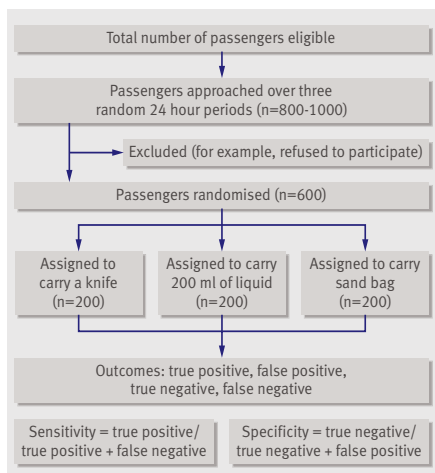 Total number of passengers eligible
Passengers approached over three
random 24 hour periods (n=800-1000)
Excluded (for example, refused to participate)
Passengers randomised (n=600)
Assigned to
carry a knife
(n=200)
Assigned to carry
200 ml of liquid
(n=200)
Assigned to carry
sand bag
(n=200)
Outcomes: true positive, false positive,
true negative, false negative
Sensitivity = true positive/
true positive + false negative
Specificity = true negative/
true negative + false positive